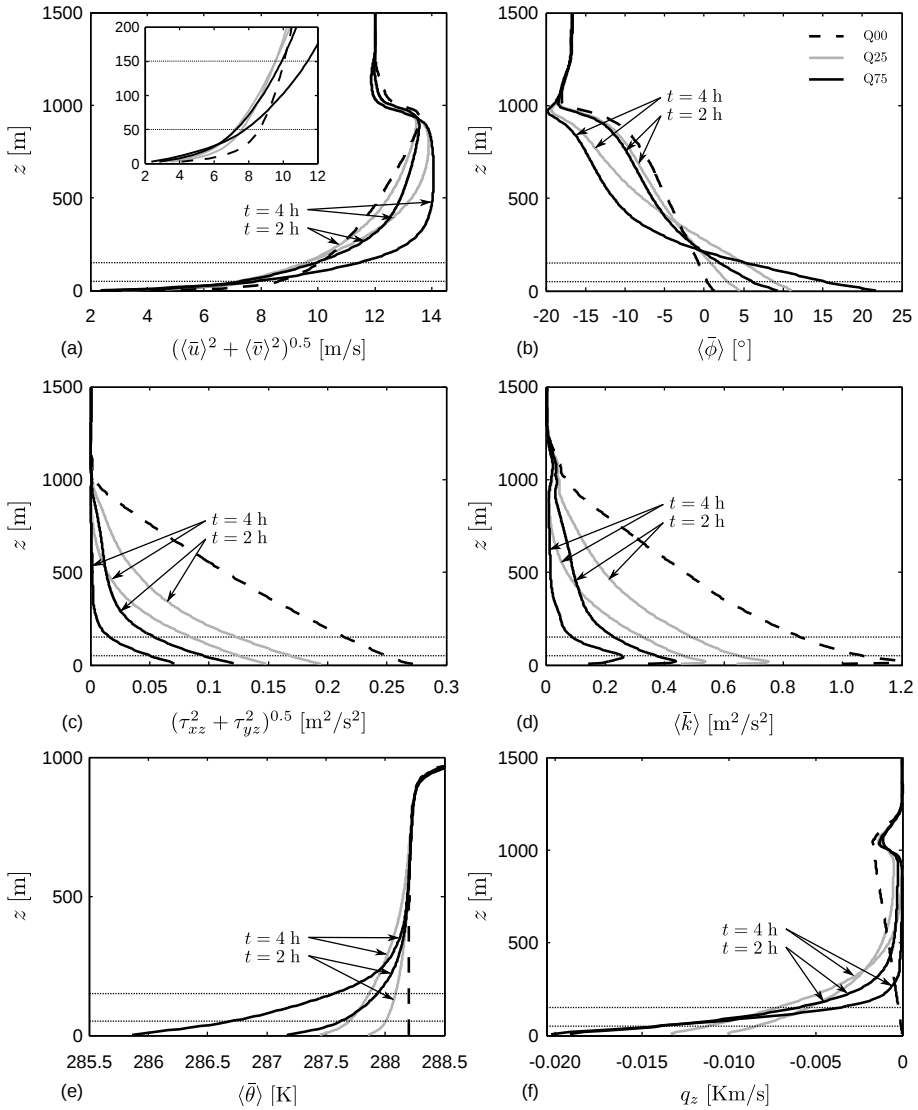 1500
1000
500
0
z [m]
200
150
100
50
0
2 4 6 8 10 12
t = 4 h
t = 2 h
2 4 6 8 10 12 14
(a) (⟨ū⟩² + ⟨v̄⟩²)^0.5 [m/s]
1500
1000
500
0
z [m]
Q00
Q25
Q75
t = 4 h
t = 2 h
-20 -15 -10 -5 0 5 10 15 20 25
(b) ⟨ϕ̄⟩ [°]
1500
1000
500
0
z [m]
t = 4 h
t = 2 h
0 0.05 0.1 0.15 0.2 0.25 0.3
(c) (τ²xz + τ²yz)^0.5 [m²/s²]
1500
1000
500
0
z [m]
t = 4 h
t = 2 h
0 0.2 0.4 0.6 0.8 1.0 1.2
(d) ⟨k̄⟩ [m²/s²]
1000
500
0
z [m]
t = 4 h
t = 2 h
285.5 286 286.5 287 287.5 288 288.5
(e) ⟨θ̄⟩ [K]
1500
1000
500
0
z [m]
t = 4 h
t = 2 h
-0.020 -0.015 -0.010 -0.005 0
(f) qz [Km/s]